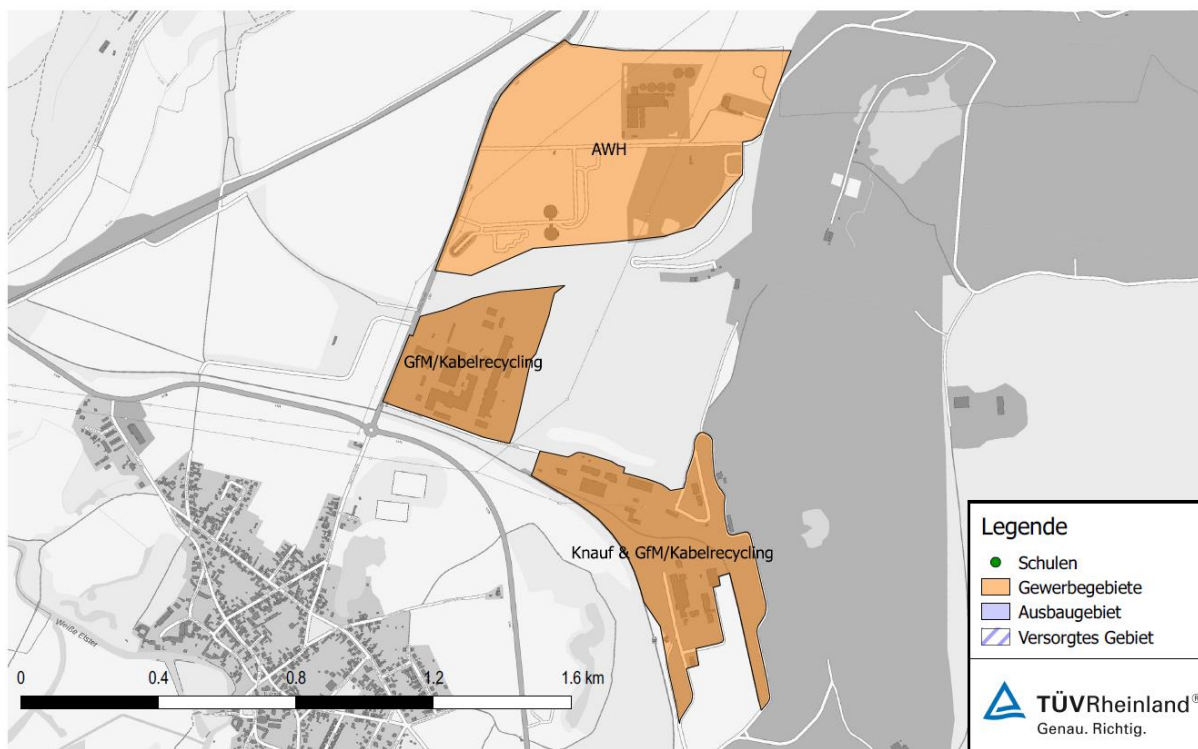 AWH
GfM/Kabelrecycling
Knauf & GfM/Kabelrecycling
Weiße Elster
0 0.4 0.8 1.2 1.6 km
Legende
Schulen
Gewerbegebiete
Ausbaugebiet
Versorgtes Gebiet
TÜVRheinland®
Genau. Richtig.